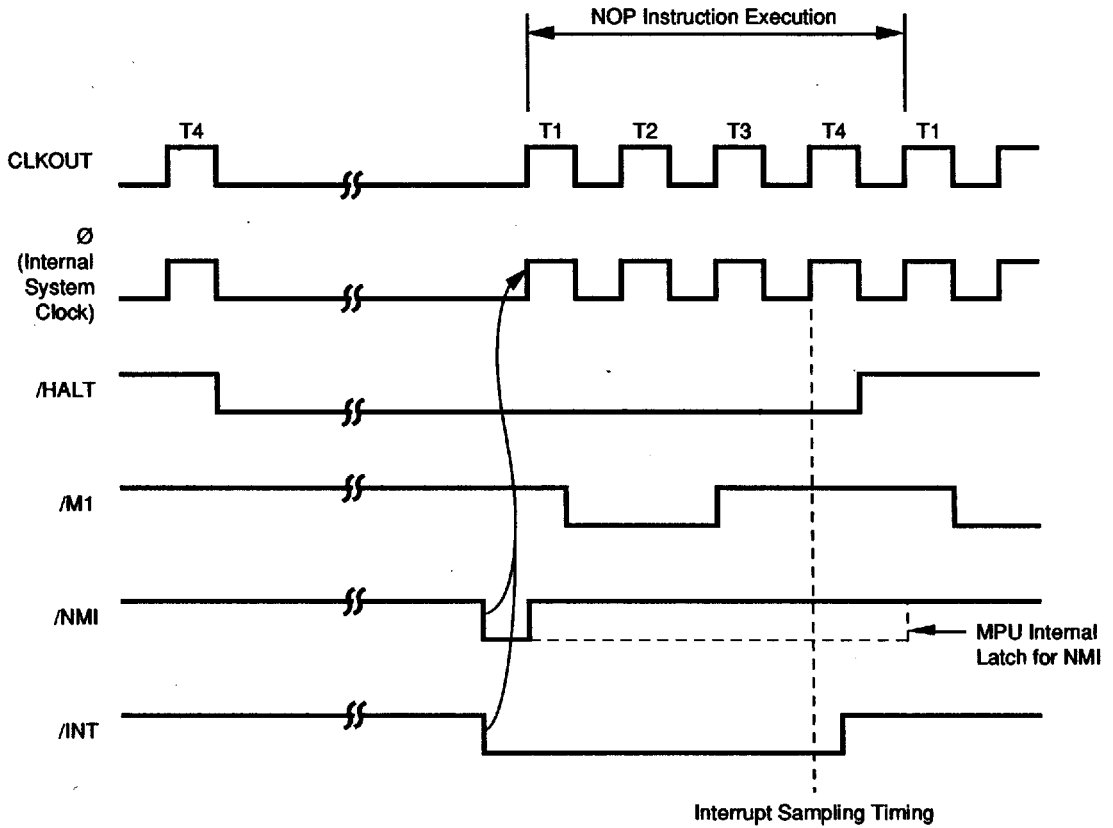 NOP Instruction Execution
T4 T1 T2 T3 T4 T1
CLKOUT
Ø
(Internal
System
Clock)
/HALT
/M1
/NMI
MPU Internal
Latch for NMI
/INT
Interrupt Sampling Timing